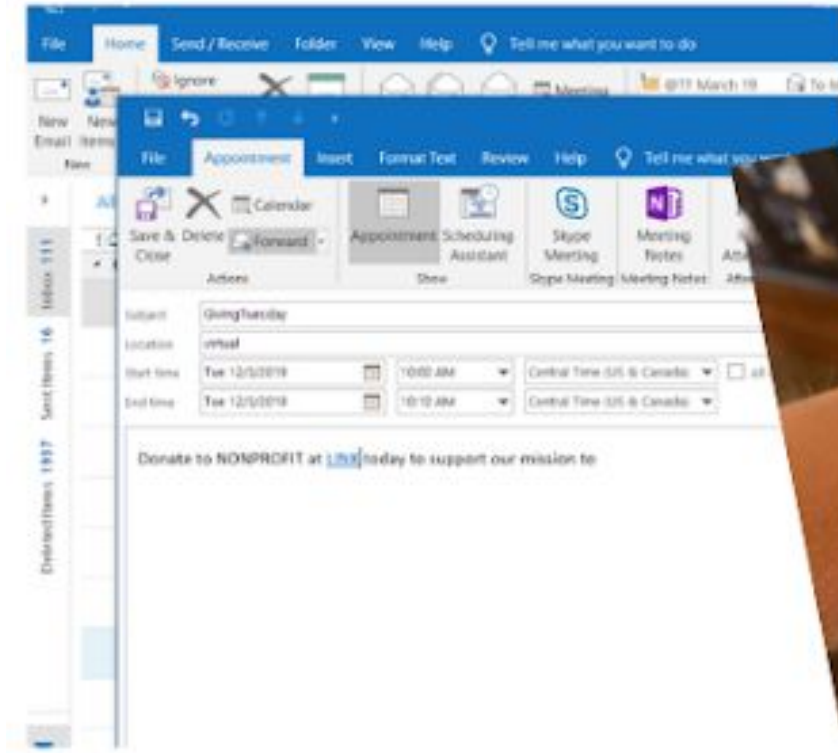 File Home Send / Receive Folder View Help Tell me what you want to do
Ignore
Meeting
@?? March 19
New Email
New Items
New
File Appointment Insert Format Text Review Help Tell me what you want
Save & Close
Delete
Calendar
Forward
Appointment
Scheduling Assistant
Skype Meeting
Meeting Notes
Actions Show Skype Meeting Meeting Notes
Subject GivingTuesday
Location virtual
Start time Tue 12/3/2019 10:00 AM Central Time (US & Canada)
End time Tue 12/3/2019 10:10 AM Central Time (US & Canada)
Donate to NONPROFIT at LINK today to support our mission to
Inbox 111
Sent Items 16
Deleted Items 1937